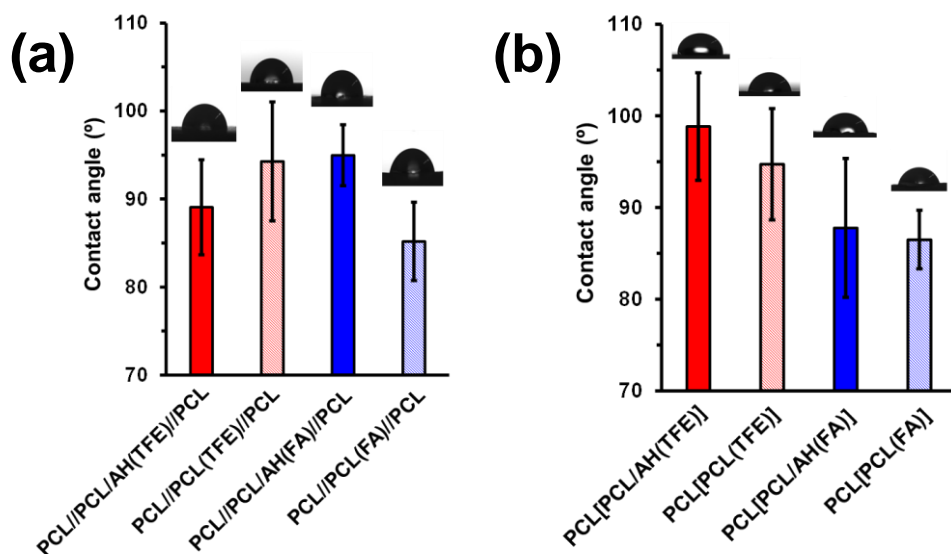 (a)
Contact angle (º)
110
100
90
80
70
PCL//PCL/AH(TFE)//PCL
PCL//PCL(TFE)//PCL
PCL//PCL/AH(FA)//PCL
PCL//PCL(FA)//PCL
(b)
Contact angle (º)
110
100
90
80
70
PCL[PCL/AH(TFE)]
PCL[PCL(TFE)]
PCL[PCL/AH(FA)]
PCL[PCL(FA)]